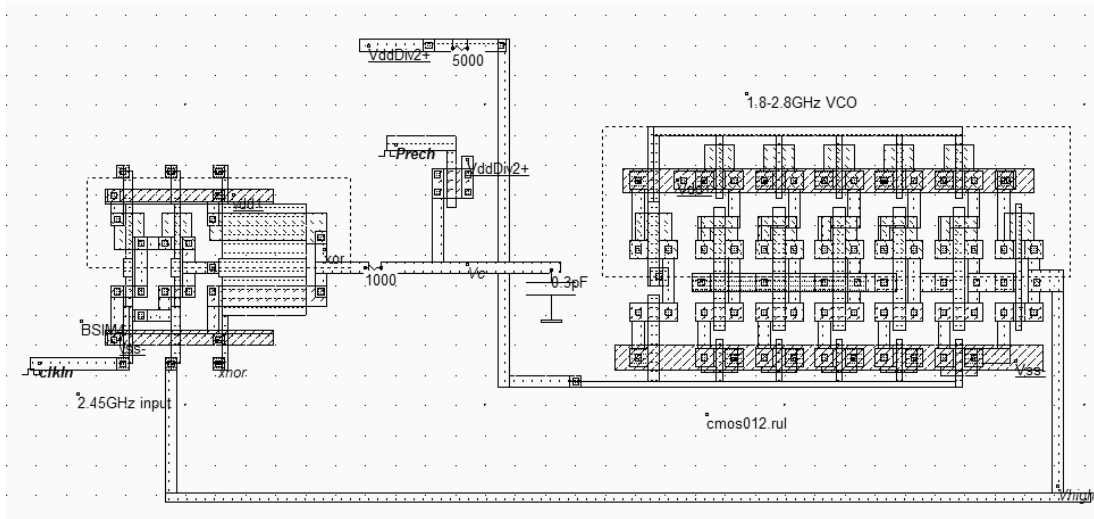 VddDiv2+
5000
1.8-2.8GHz VCO
Prech
VddDiv2+
Vdd
vdd1
xor
1000
Vc
0.3pF
BSIM4
Vss-
clkIn
xnor
Vss-
2.45GHz input
cmos012.rul
Vhigh